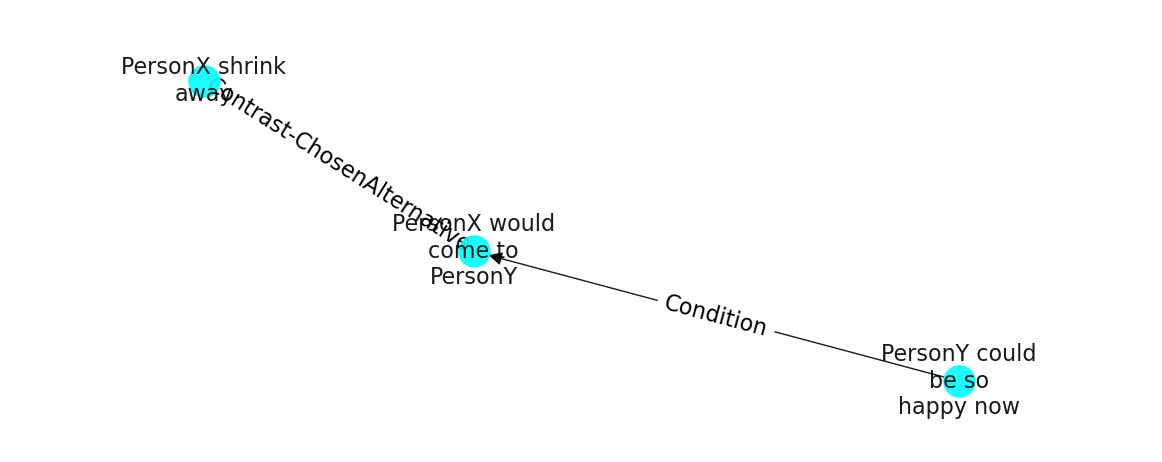 PersonX shrink
away
Contrast-ChosenAlternative
PersonX would
come to
PersonY
Condition
PersonY could
be so
happy now